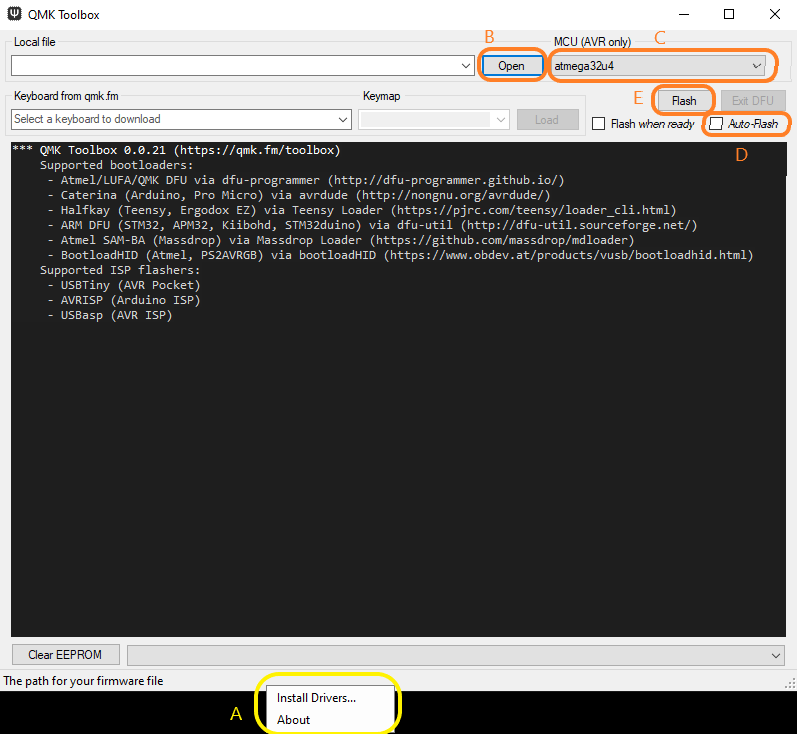 QMK Toolbox
B
Local file
MCU (AVR only)
C
Open
atmega32u4
Keyboard from qmk.fm
Keymap
E
Flash
Exit DFU
Select a keyboard to download
Load
Flash when ready
Auto-Flash
D
*** QMK Toolbox 0.0.21 (https://qmk.fm/toolbox)
Supported bootloaders:
- Atmel/LUFA/QMK DFU via dfu-programmer (http://dfu-programmer.github.io/)
- Caterina (Arduino, Pro Micro) via avrdude (http://nongnu.org/avrdude/)
- Halfkay (Teensy, Ergodox EZ) via Teensy Loader (https://pjrc.com/teensy/loader_cli.html)
- ARM DFU (STM32, APM32, Kiibohd, STM32duino) via dfu-util (http://dfu-util.sourceforge.net/)
- Atmel SAM-BA (Massdrop) via Massdrop Loader (https://github.com/massdrop/mdloader)
- BootloadHID (Atmel, PS2AVRGB) via bootloadHID (https://www.obdev.at/products/vusb/bootloadhid.html)
Supported ISP flashers:
- USBTiny (AVR Pocket)
- AVRISP (Arduino ISP)
- USBasp (AVR ISP)
Clear EEPROM
The path for your firmware file
A
Install Drivers...
About